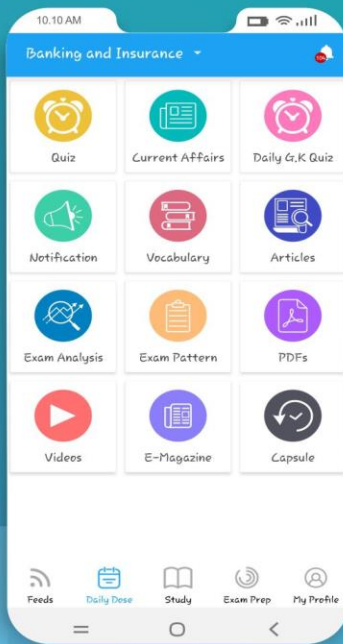 10.10 AM
Banking and Insurance
Quiz
Current Affairs
Daily G.K Quiz
Notification
Vocabulary
Articles
Exam Analysis
Exam Pattern
PDFs
Videos
E-Magazine
Capsule
Feeds
Daily Dose
Study
Exam Prep
My Profile